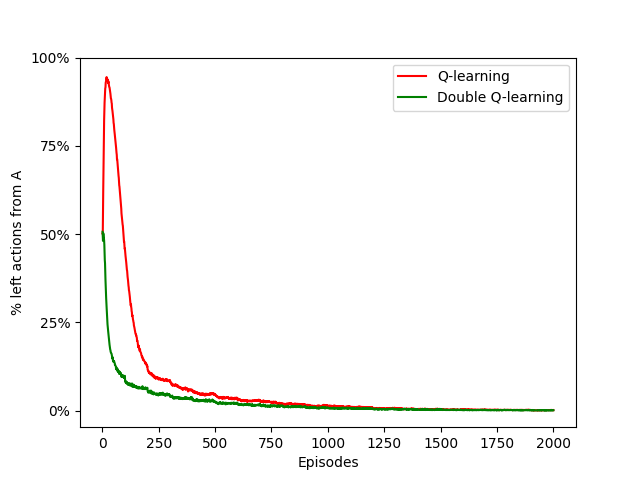 100%
75%
50%
25%
0%
% left actions from A
Q-learning
Double Q-learning
0 250 500 750 1000 1250 1500 1750 2000
Episodes